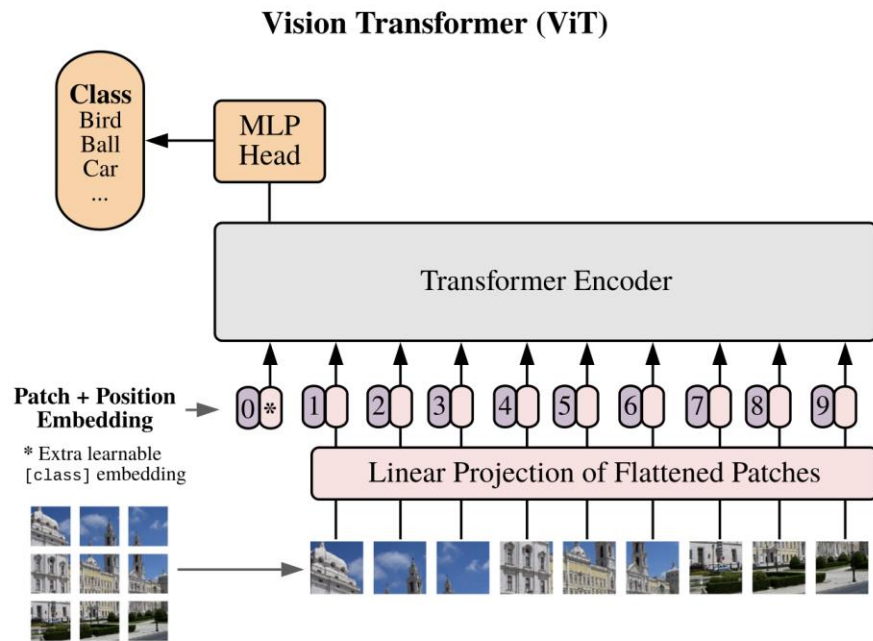 Vision Transformer (ViT)
Class
Bird
Ball
Car
...
MLP
Head
Transformer Encoder
Patch + Position
Embedding
0 * 1 2 3 4 5 6 7 8 9
* Extra learnable
[class] embedding
Linear Projection of Flattened Patches